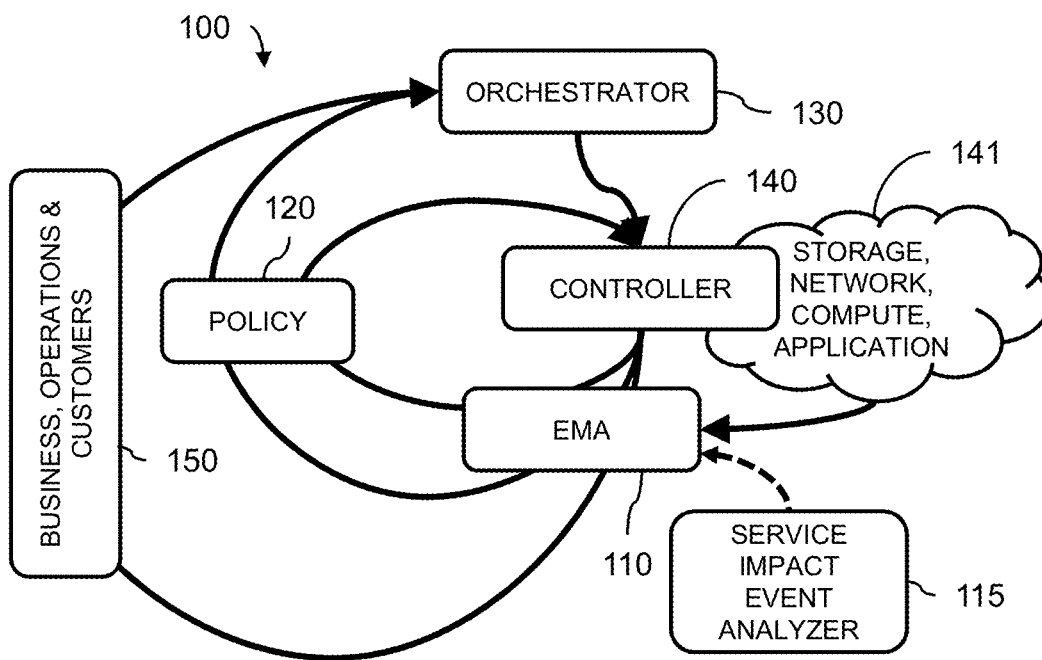 100
ORCHESTRATOR
130
141
140
120
STORAGE,
NETWORK,
COMPUTE,
APPLICATION
CONTROLLER
POLICY
BUSINESS, OPERATIONS &
CUSTOMERS
EMA
150
110
SERVICE
IMPACT
EVENT
ANALYZER
115